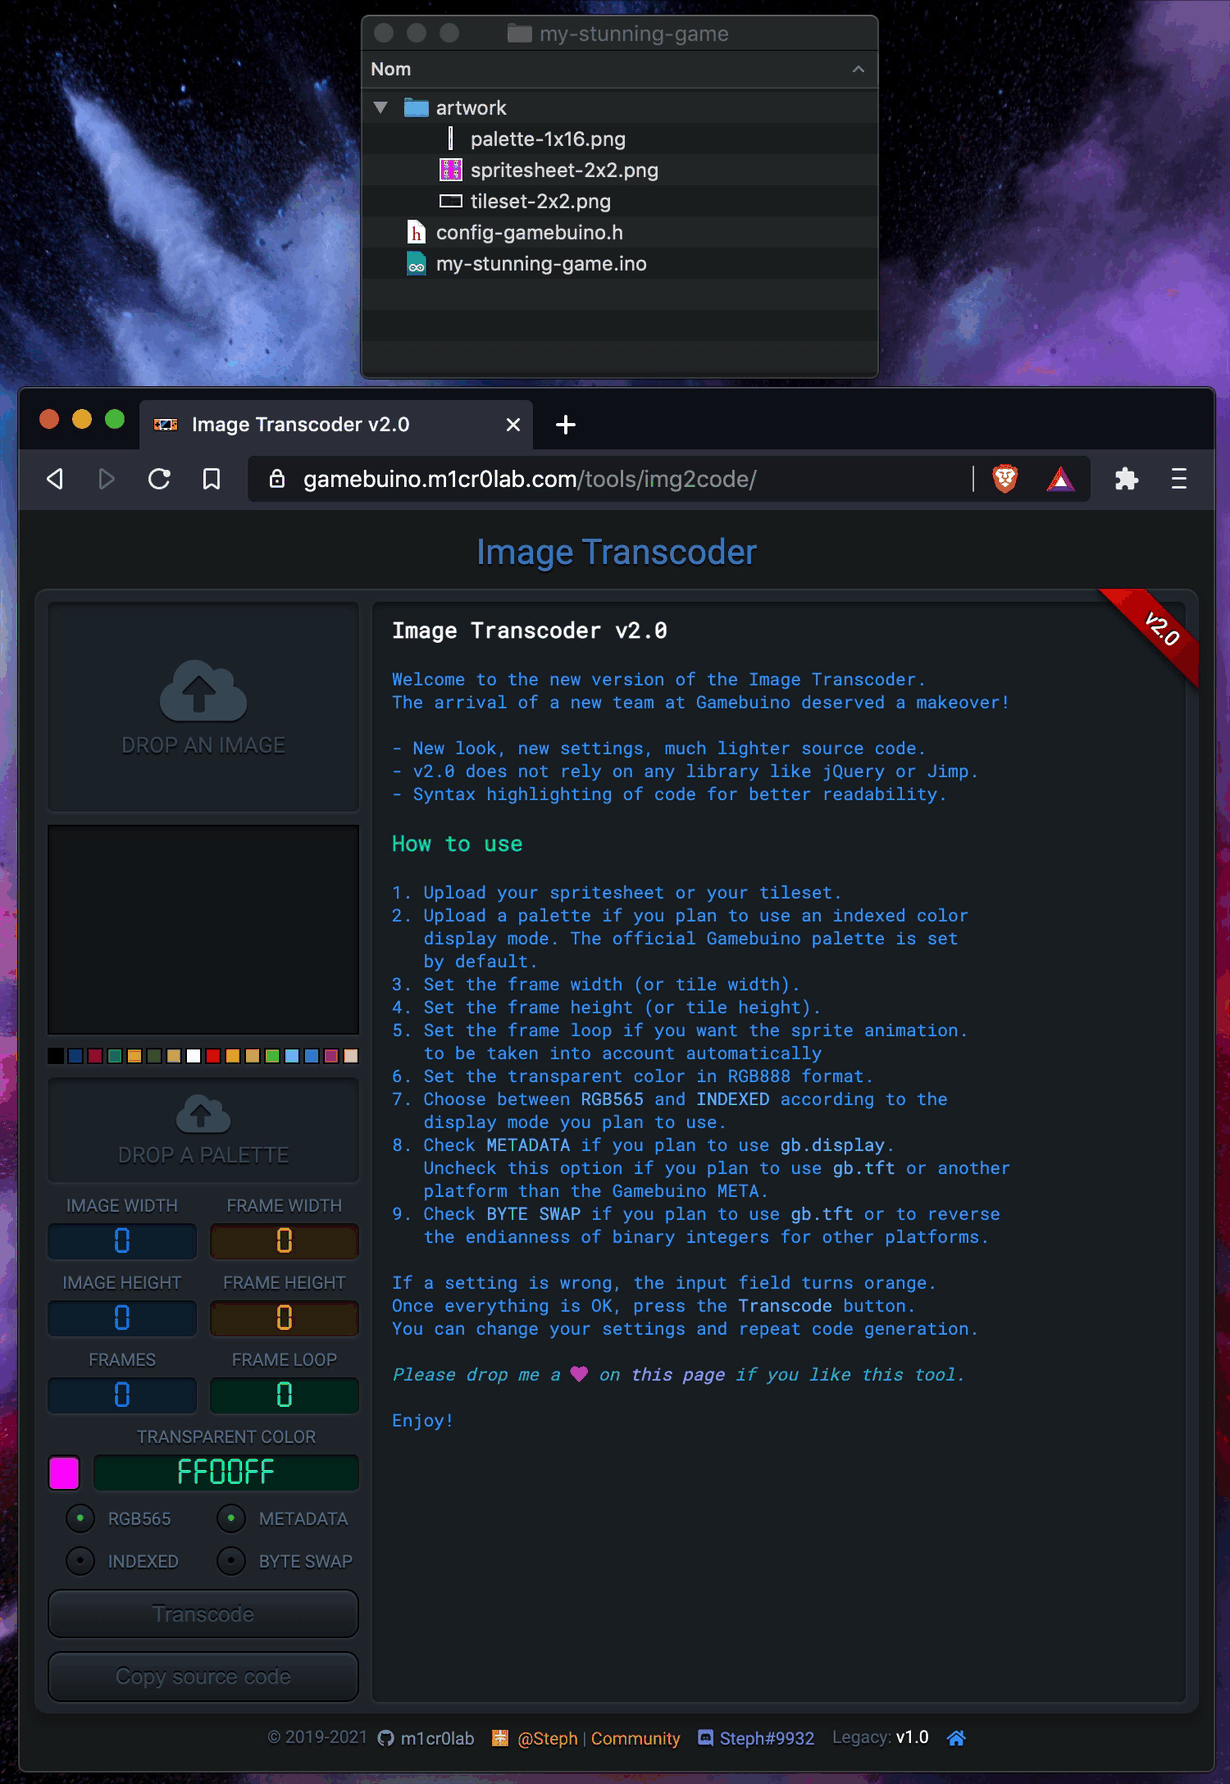 my-stunning-game
Nom
artwork
palette-1x16.png
spritesheet-2x2.png
tileset-2x2.png
h config-gamebuino.h
my-stunning-game.ino
Image Transcoder v2.0
gamebuino.m1cr0lab.com/tools/img2code/
Image Transcoder
v2.0
DROP AN IMAGE
DROP A PALETTE
IMAGE WIDTH FRAME WIDTH
0 0
IMAGE HEIGHT FRAME HEIGHT
0 0
FRAMES FRAME LOOP
0 0
TRANSPARENT COLOR
FF00FF
RGB565 METADATA
INDEXED BYTE SWAP
Transcode
Copy source code
Image Transcoder v2.0
Welcome to the new version of the Image Transcoder.
The arrival of a new team at Gamebuino deserved a makeover!
- New look, new settings, much lighter source code.
- v2.0 does not rely on any library like jQuery or Jimp.
- Syntax highlighting of code for better readability.
How to use
1. Upload your spritesheet or your tileset.
2. Upload a palette if you plan to use an indexed color
display mode. The official Gamebuino palette is set
by default.
3. Set the frame width (or tile width).
4. Set the frame height (or tile height).
5. Set the frame loop if you want the sprite animation.
to be taken into account automatically
6. Set the transparent color in RGB888 format.
7. Choose between RGB565 and INDEXED according to the
display mode you plan to use.
8. Check METADATA if you plan to use gb.display.
Uncheck this option if you plan to use gb.tft or another
platform than the Gamebuino META.
9. Check BYTE SWAP if you plan to use gb.tft or to reverse
the endianness of binary integers for other platforms.
If a setting is wrong, the input field turns orange.
Once everything is OK, press the Transcode button.
You can change your settings and repeat code generation.
Please drop me a ♥ on this page if you like this tool.
Enjoy!
© 2019-2021 m1cr0lab @Steph | Community Steph#9932 Legacy: v1.0